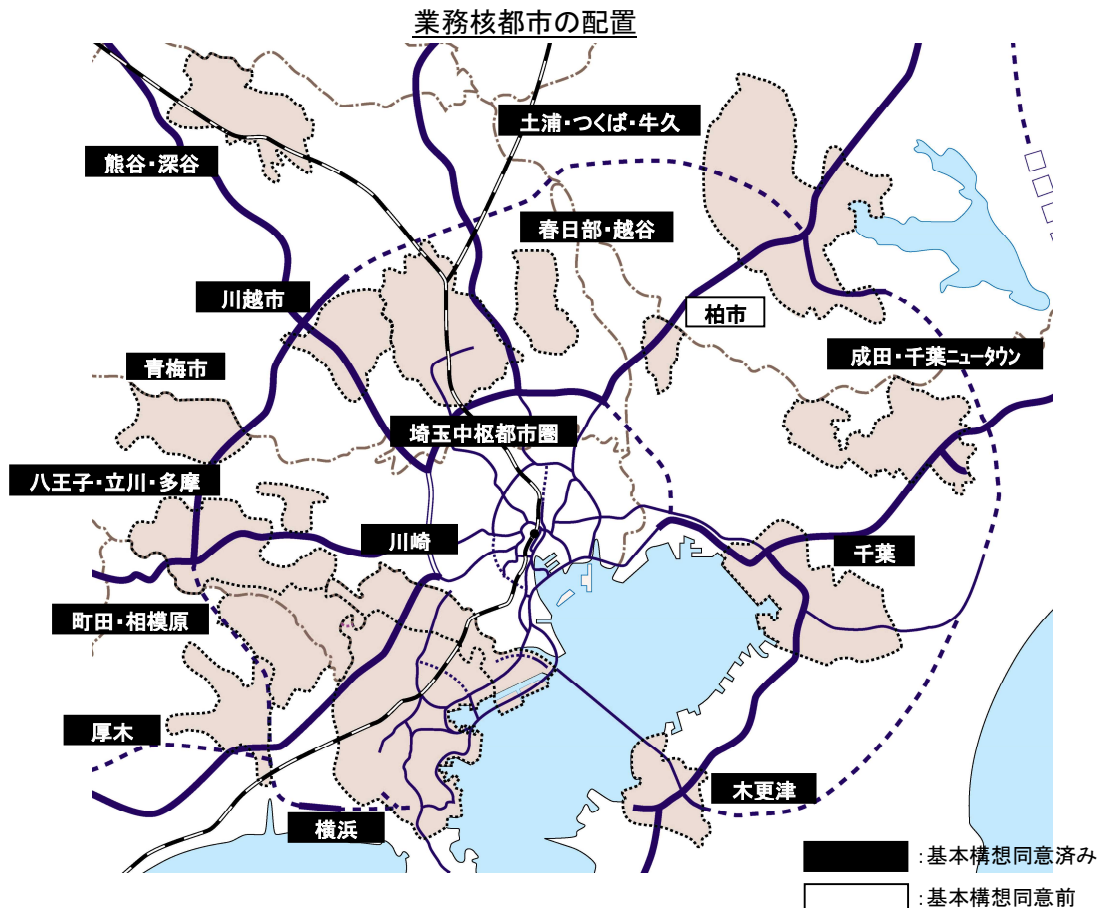 業務核都市の配置
土浦・つくば・牛久
熊谷・深谷
春日部・越谷
川越市
柏市
成田・千葉ニュータウン
青梅市
埼玉中枢都市圏
八王子・立川・多摩
川崎
千葉
町田・相模原
厚木
木更津
横浜
:基本構想同意済み
:基本構想同意前